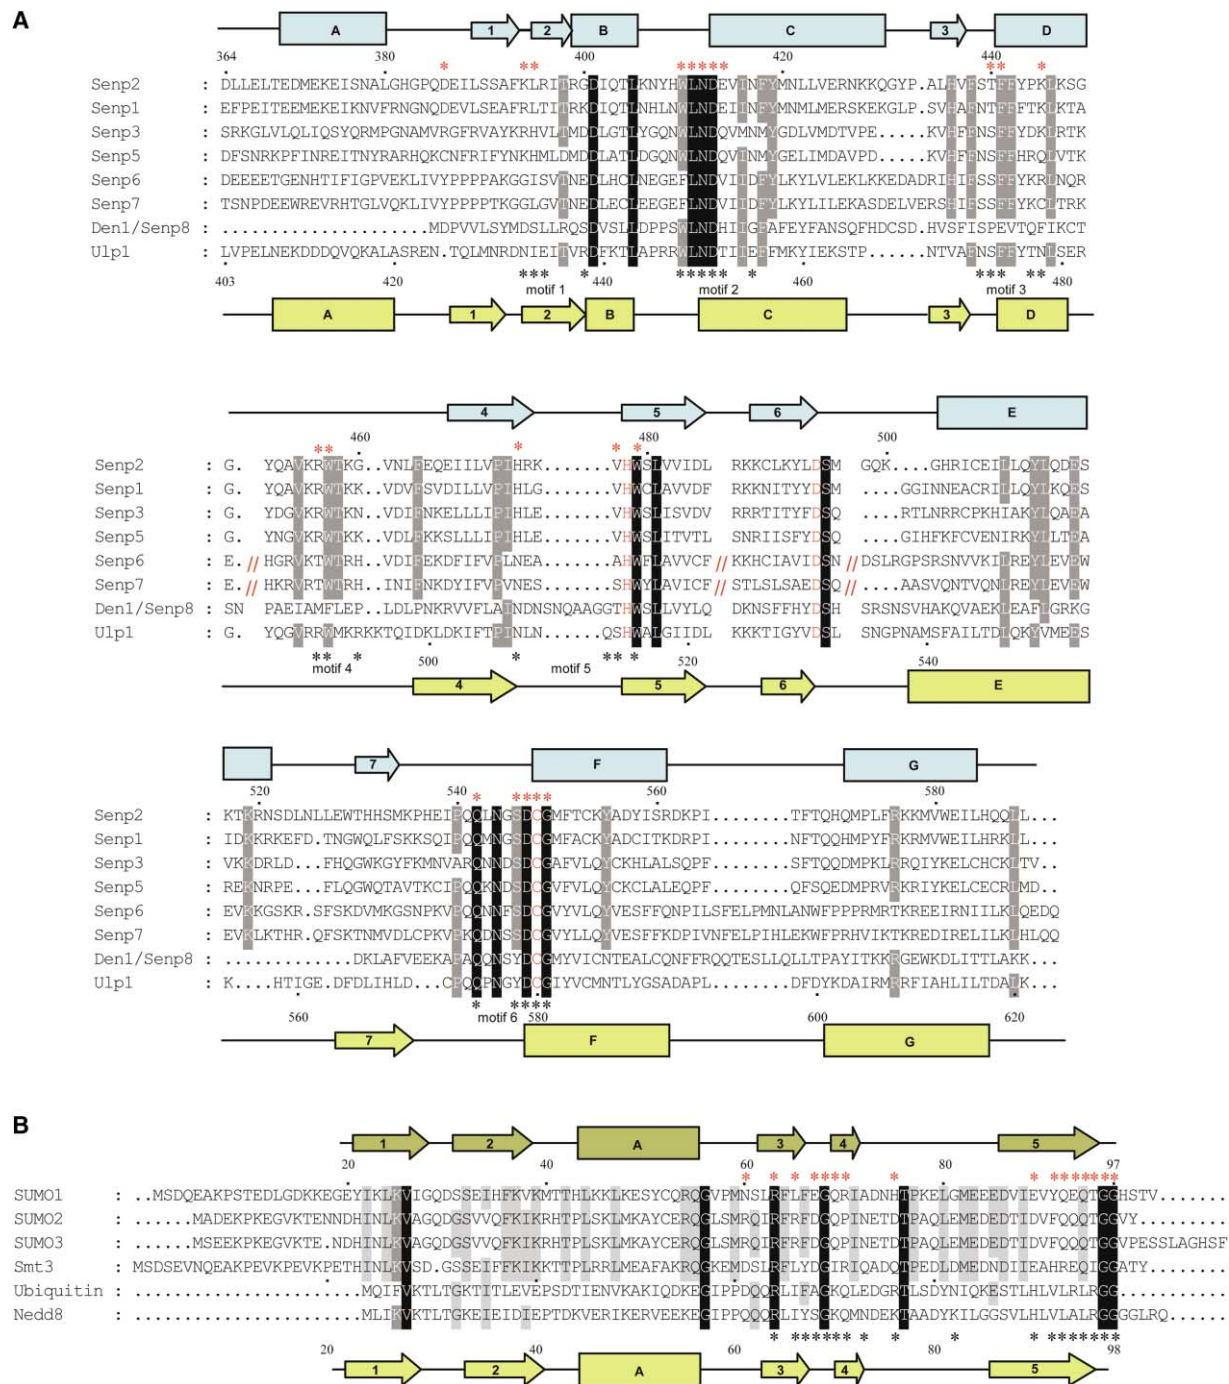 A
A 1 2 B C 3 D
364 380 400 420 440
* ** ***** ** *
Senp2 : DLLELTEDMEKEISNALGHGPQDEILSSAFKLRITRGDIQTLKNYHWLNDEVINFYMNLLVERNKKQGYP.ALHVFSTFFYPKLKSG
Senp1 : EFPEITEEMEKEIKNVFRNGNQDEVLSEAFRLTITRKDIQTLNHLNWLNDEIINFYMNMLMERSKEKGLP.SVHAFNTFFFTKLKTA
Senp3 : SRKGLVLQLIQSYQRMPGNAMVRGFRVAYKRHVLTMDDLGTLYGQNWLNDQVMNMYGDLVMDTVPE.....KVHFFNSFFYDKLRTK
Senp5 : DFSNRKPFINREITNYRARHQKCNFRIFYNKHMLDMDDLATLDGQNWLNDQVINMYGELIMDAVPD.....KVHFFNSFFHRQLVTK
Senp6 : DEEEETGENHTIFIGPVEKLIVYPPPPAKGGISVTNEDLHCLNEGEFLNDVIIDFYLKYLVLEKLKKEDADRIHIFSSFFYKRLNQR
Senp7 : TSNPDEEWREVRHTGLVQKLIVYPPPPTKGGLGVTNEDLECLEEGEFLNDVIIDFYLKYLILEKASDELVERSHIFSSFFYKCLTRK
Den1/Senp8 : .....................MDPVVLSYMDSLLRQSDVSLLDPPSWLNDHIIGFAFEYFANSQFHDCSD.HVSFISPEVTQFIKCT
Ulp1 : LVPELNEKDDDQVQKALASREN.TQLMNRDNIEITVRDFKTLAPRRWLNDTIIEFFMKYIEKSTP.....NTVAFNSFFYTNLSER
403 420 *** * 440 ***** * 460 *** ** 480
motif 1 motif 2 motif 3
A 1 2 B C 3 D
4 5 6 E
** 460 * * * 480 500
Senp2 : G. YQAVKRWTKG..VNLFEQEIILVPIHRK.......VHWSLVVIDL RKKCLKYLDSM GQK....GHRICEILLQYLQDES
Senp1 : G. YQAVKRWTKK..VDVFSVDILLVPIHLG.......VHWCLAVVDF RKKNITYYDSM ....GGINNEACRILLQYLKQES
Senp3 : G. YDGVKRWTKN..VDIFNKELLLIPIHLE.......VHWSLISVDV RRRTITYFDSQ ...RTLNRRCPKHIAKYLQAEA
Senp5 : G. YNGVKRWTKK..VDLFKKSLLLIPIHLE.......VHWSLITVTL SNRIISFYDSQ ...GIHFKFCVENIRKYLLTEA
Senp6 : E. // HGRVKTWTRH..VDIFEKDFIFVPLNEA.......AHWFLAVVCF // KKHCIAVIDSN // DSLRGPSRSNVVKILREYLEVEW
Senp7 : E. // HKRVRTWTRH..INIFNKDYIFVPVNES.......SHWYLAVICF // STLSLSAEDSQ // ...AASVQNTVQNLREYLEVEW
Den1/Senp8 : SN PAEIAMFLEP..LDLPNKRVVFLAINDNSNQAAGGTHWSLLVYLQ DKNSFFHYDSH SRSNSVHAKQVAEKLEAFLGRKG
Ulp1 : G. YQGVRRWMKRKKTQIDKLDKIFTPINLN......QSHWALGIIDL KKKTIGYVDSL SNGPNAMSFAILTDLQKYVMEES
** * 500 * ** * 520 540
motif 4 motif 5
4 5 6 E
7 F G
520 540 * **** 560 580
Senp2 : KTKRNSDLNLLEWTHHSMKPHEIPQQLNGSDCGMFTCKYADYISRDKPI........TFTQHQMPLFRKKMVWEILHQQLL...
Senp1 : IDKKRKEFD.TNGWQLFSKKSQIPQQMNGSDCGMFACKYADCITKDRPI........NFTQQHMPYFRKRMVWEILHRKLL...
Senp3 : VKKDRLD..FHQGWKGYFKMNVARQNNDSDCGAFVLQYCKHLALSQPF........SFTQQDMPKLRRQIYKELCHCKLTV..
Senp5 : REKNRPE..FLQGWQTAVTKCIPQQKNDSDCGVFVLQYCKCLALEQPF........QFSQEDMPRVRKRIYKELCECRLMD..
Senp6 : EVKKGSKR.SFSKDVMKGSNPKVPQQNNFSDCGVYVLQYVESFFQNPILSFELPMNLANWFPPPRMRTKREEIRNIILKLQEDQ
Senp7 : EVKLKTHR.QFSKTNMVDLCPKVPKQDNSSDCGVYLLQYVESFFKDPIVNFELPIHLEKWFPRHVIKTKREDIRELILKLHLQQ
Den1/Senp8 : ............DKLAFVEEKAPAQQNSYDCGMYVICNTEALCQNFFRQQTESLLQLLTPAYITKKRGEWKDLITTLAKK...
Ulp1 : K....HTIGE.DFDLIHLD..CPQQPNGYDCGIYVCMNTLYGSADAPL........DFDYKDAIRMRRFIAHLILTDALK.
560 * **** 580 600 620
motif 6
7 F G
B
1 2 A 3 4 5
20 40 60 80 97
* * * **** * * *******
SUMO1 : ..MSDQEAKPSTEDLGDKKEGEYIKLKVIGQDSSEIHFKVKMTTHLKKLKESYCQRQGVPMNSLRFLFEGQRIADNHTPKELGMEEEDVIEVYQEQTGGHSTV.......
SUMO2 : ......MADEKPKEGVKTENNDHINLKVAGQDGSVVQFKIKRHTPLSKLMKAYCERQGLSMRQIRFRFDGQPINETDTPAQLEMEDEDTIDVFQQQTGGVY.........
SUMO3 : ......MSEEKPKEGVKTE.NDHINLKVAGQDGSVVQFKIKRHTPLSKLMKAYCERQGLSMRQIRFRFDGQPINETDTPAQLEMEDEDTIDVFQQQTGGVPESSLAGHSF
Smt3 : MSDSEVNQEAKPEVKPEVKPETHINLKVSD.GSSEIFFKIKKTTPLRRLMEAFAKRQGKEMDSLRFLYDGIRIQADQTPEDLDMEDNDIIEAHREQIGGATY........
Ubiquitin : .......................MQIFVKTLTGKTITLEVEPSDTIENVKAKIQDKEGIPPDQQRLIFAGKQLEDGRTLSDYNIQKESTLHLVLRLRGG...........
Nedd8 : .......................MLIKVKTLTGKEIEIDIEPTDKVERIKERVEEKEGIPPQQQRLIYSGKQMNDEKTAADYKILGGSVLHLVLALRGGGGLRQ......
* ****** * * * * *******
20 40 60 80 98
1 2 A 3 4 5